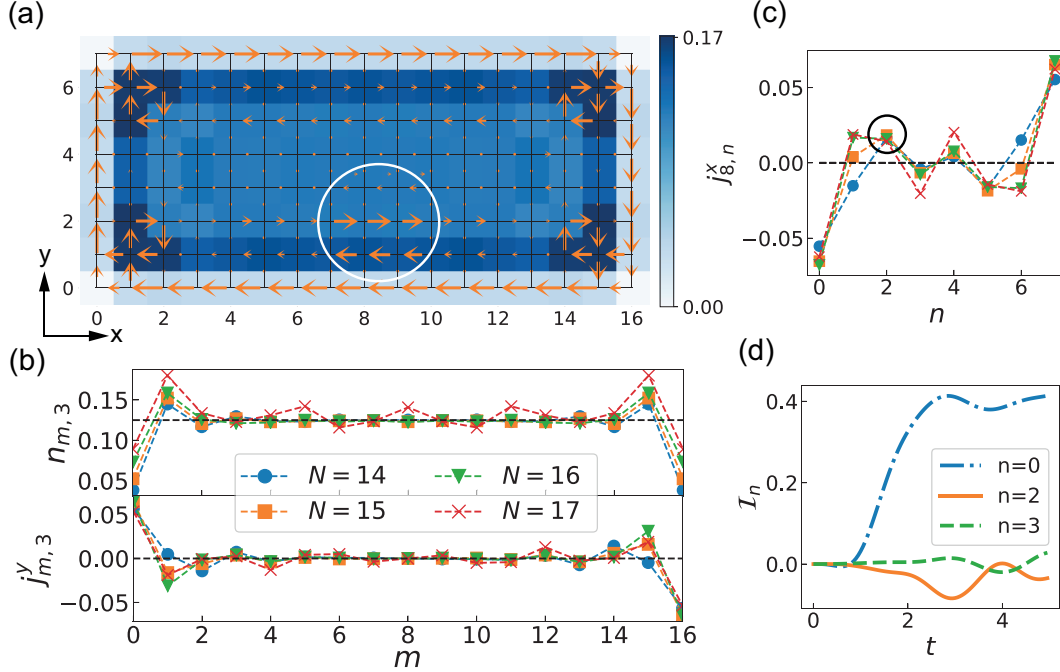 (a)
0.17
0.00
6
4
2
0
y
x
0 2 4 6 8 10 12 14 16
(b)
0.15
0.10
0.05
n_{m,3}
N = 14
N = 16
N = 15
N = 17
0.05
0.00
−0.05
j^y_{m,3}
0 2 4 6 8 10 12 14 16
m
(c)
0.05
0.00
−0.05
j^x_{8,n}
0 2 4 6
n
(d)
0.4
0.2
0.0
I_n
n=0
n=2
n=3
0 2 4
t